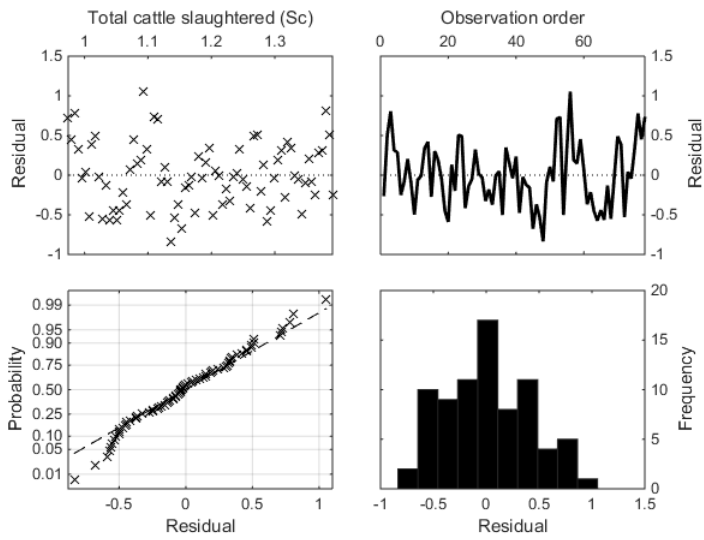 Total cattle slaughtered (Sc)
1 1.1 1.2 1.3
Residual
1.5
1
0.5
0
-0.5
-1
Observation order
0 20 40 60
Residual
1.5
1
0.5
0
-0.5
-1
Probability
0.99
0.95
0.90
0.75
0.50
0.25
0.10
0.05
0.01
-0.5 0 0.5 1
Residual
Frequency
20
15
10
5
0
-1 -0.5 0 0.5 1 1.5
Residual